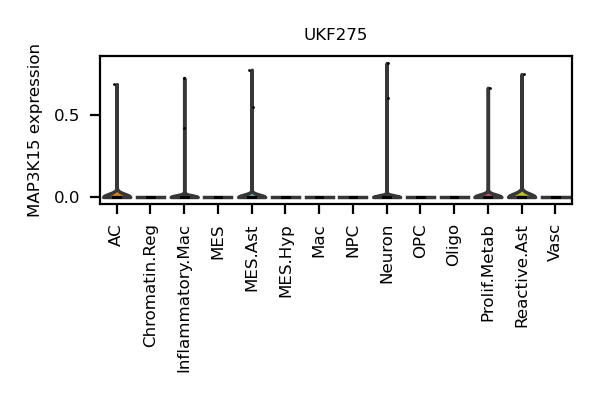 UKF275
MAP3K15 expression
0.5
0.0
AC
Chromatin.Reg
Inflammatory.Mac
MES
MES.Ast
MES.Hyp
Mac
NPC
Neuron
OPC
Oligo
Prolif.Metab
Reactive.Ast
Vasc